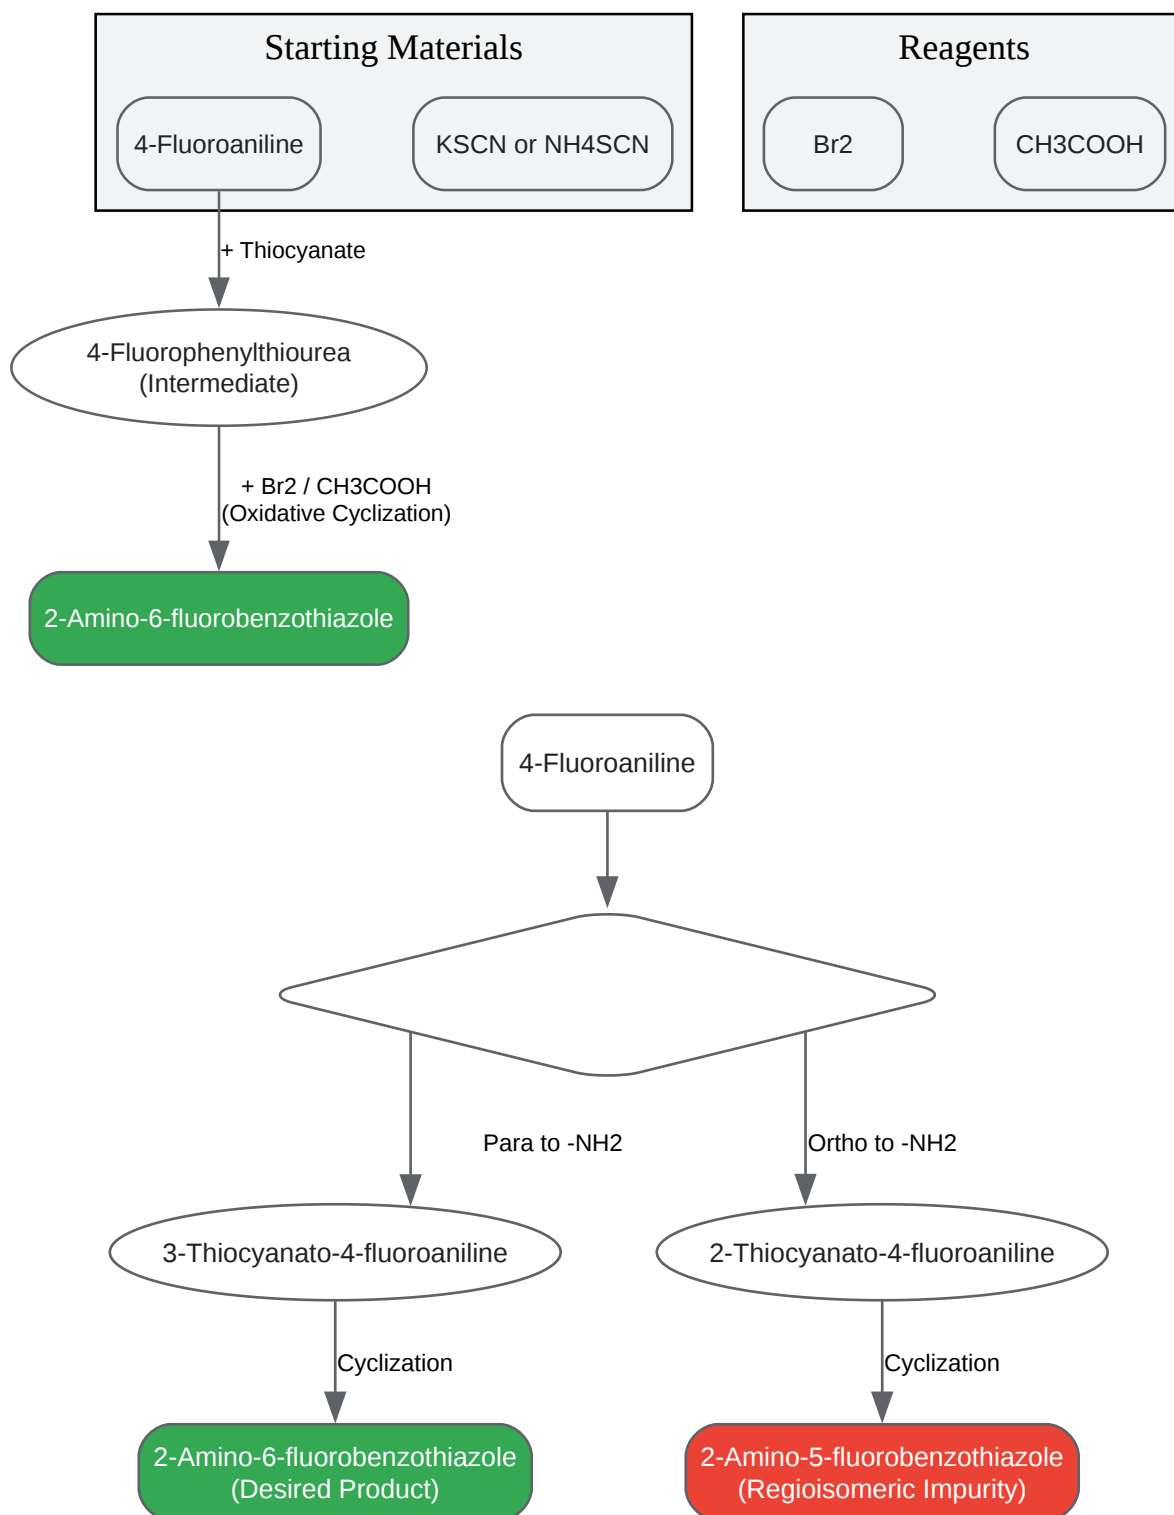 Starting Materials
Reagents
4-Fluoroaniline
KSCN or NH4SCN
Br2
CH3COOH
+ Thiocyanate
4-Fluorophenylthiourea
(Intermediate)
+ Br2 / CH3COOH
(Oxidative Cyclization)
2-Amino-6-fluorobenzothiazole
4-Fluoroaniline
Para to -NH2
Ortho to -NH2
3-Thiocyanato-4-fluoroaniline
2-Thiocyanato-4-fluoroaniline
Cyclization
Cyclization
2-Amino-6-fluorobenzothiazole
(Desired Product)
2-Amino-5-fluorobenzothiazole
(Regioisomeric Impurity)